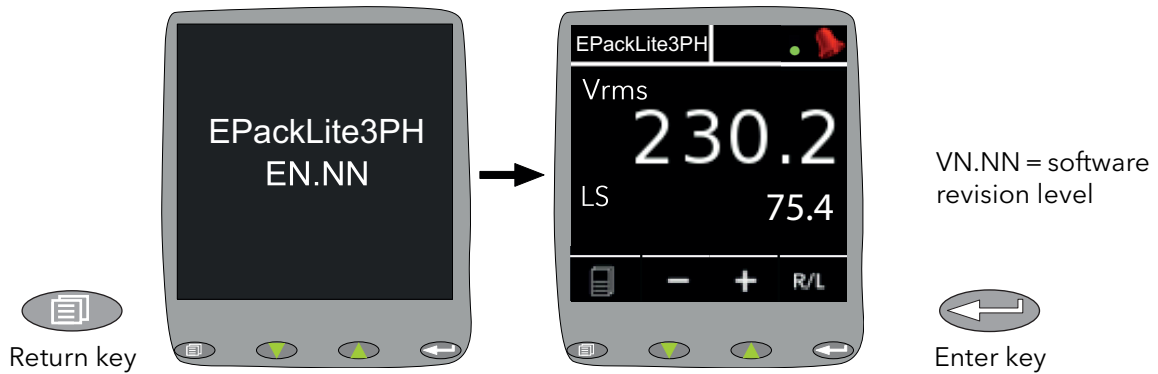 EPackLite3PH
EN.NN
EPackLite3PH
Vrms
230.2
LS
75.4
− + R/L
VN.NN = software
revision level
Return key
Enter key